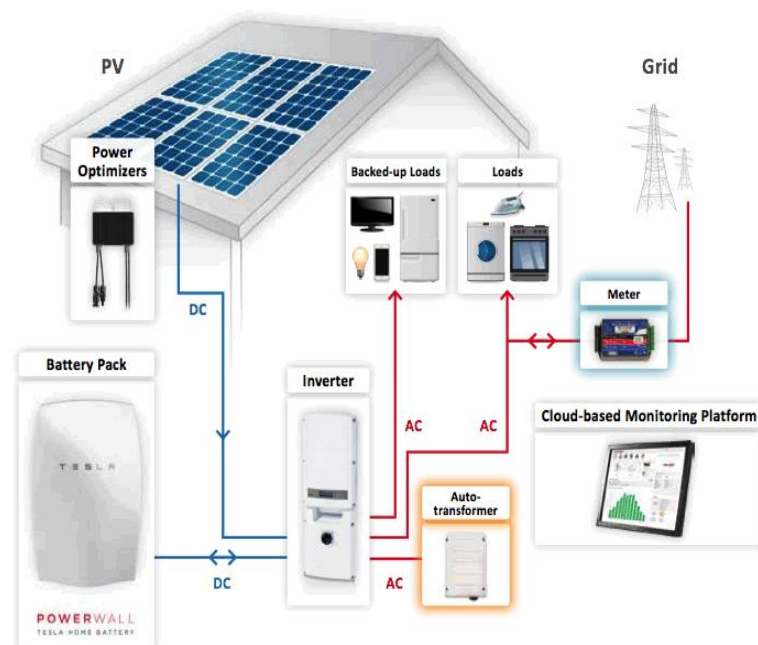 PV
Grid
Power
Optimizers
Backed-up Loads
Loads
DC
Meter
Battery Pack
Inverter
AC
AC
Cloud-based Monitoring Platform
TESLA
Auto-
transformer
DC
AC
POWERWALL
TESLA HOME BATTERY